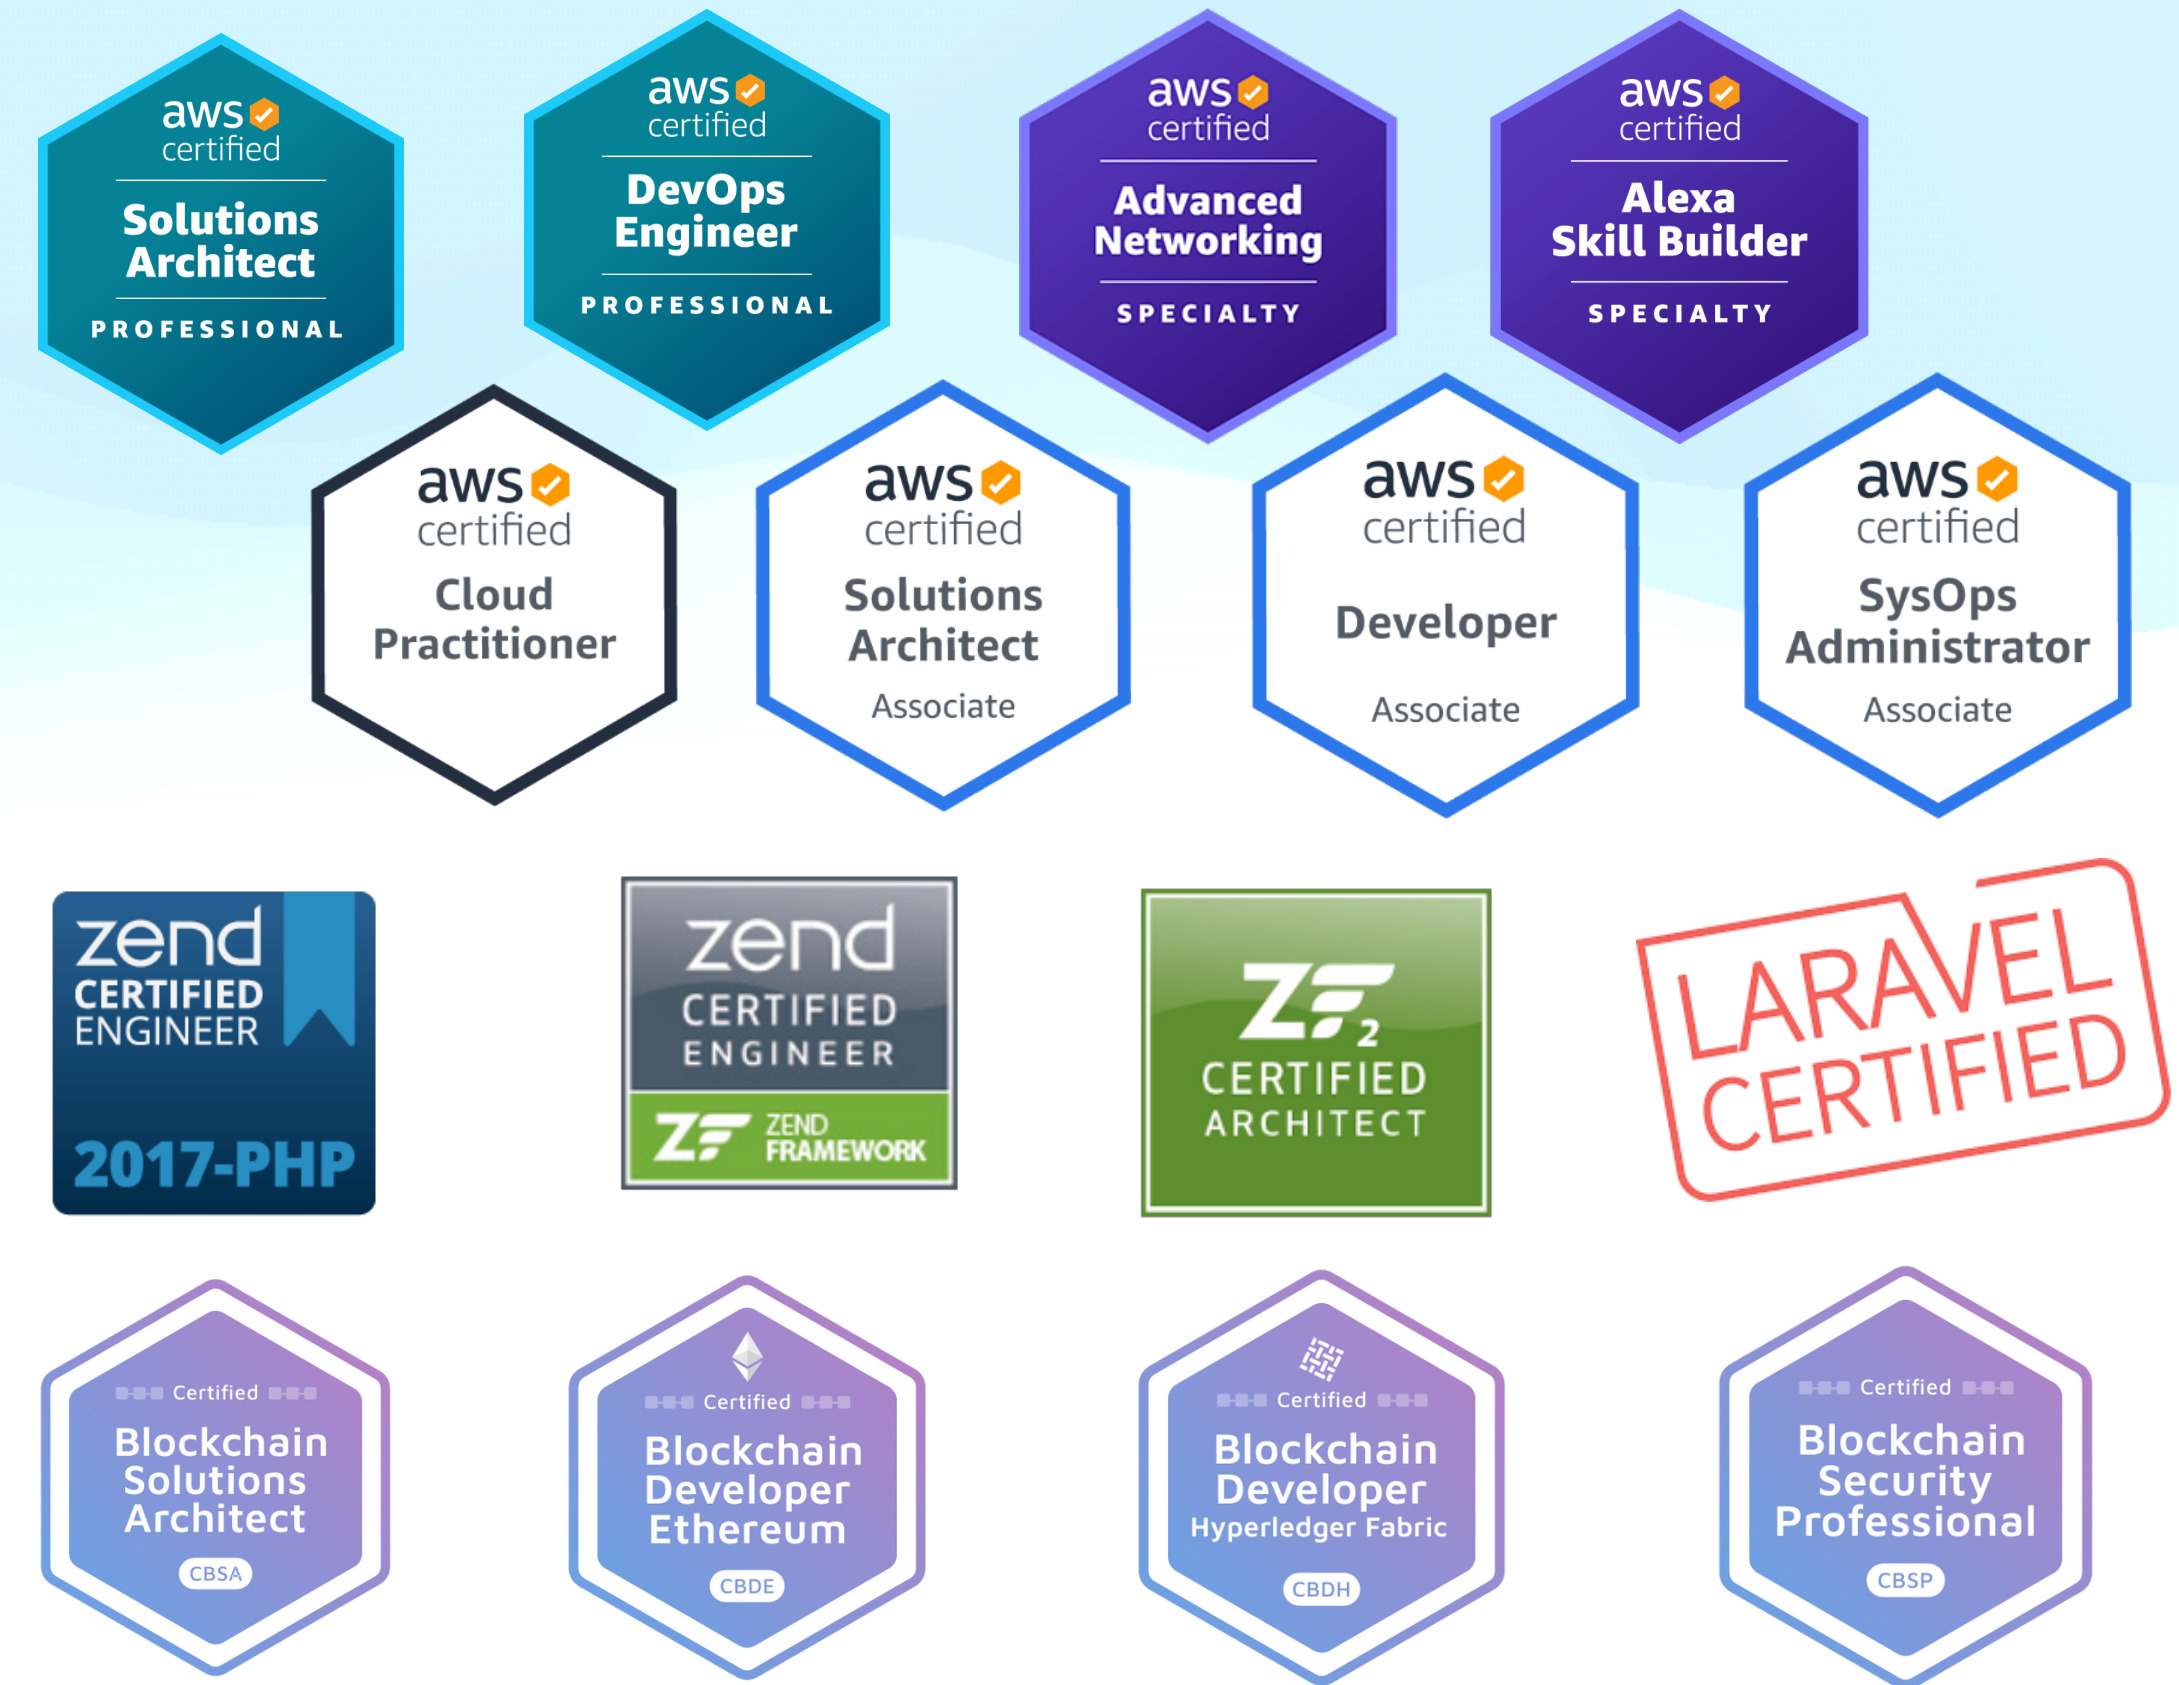 aws
certified
Solutions
Architect
PROFESSIONAL
aws
certified
DevOps
Engineer
PROFESSIONAL
aws
certified
Advanced
Networking
SPECIALTY
aws
certified
Alexa
Skill Builder
SPECIALTY
aws
certified
Cloud
Practitioner
aws
certified
Solutions
Architect
Associate
aws
certified
Developer
Associate
aws
certified
SysOps
Administrator
Associate
zend
CERTIFIED
ENGINEER
2017-PHP
zend
CERTIFIED
ENGINEER
ZF ZEND
FRAMEWORK
ZF2
CERTIFIED
ARCHITECT
LARAVEL
CERTIFIED
Certified
Blockchain
Solutions
Architect
CBSA
Certified
Blockchain
Developer
Ethereum
CBDE
Certified
Blockchain
Developer
Hyperledger Fabric
CBDH
Certified
Blockchain
Security
Professional
CBSP